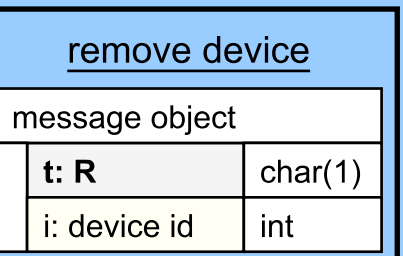 remove device
message object
t: R char(1)
i: device id int